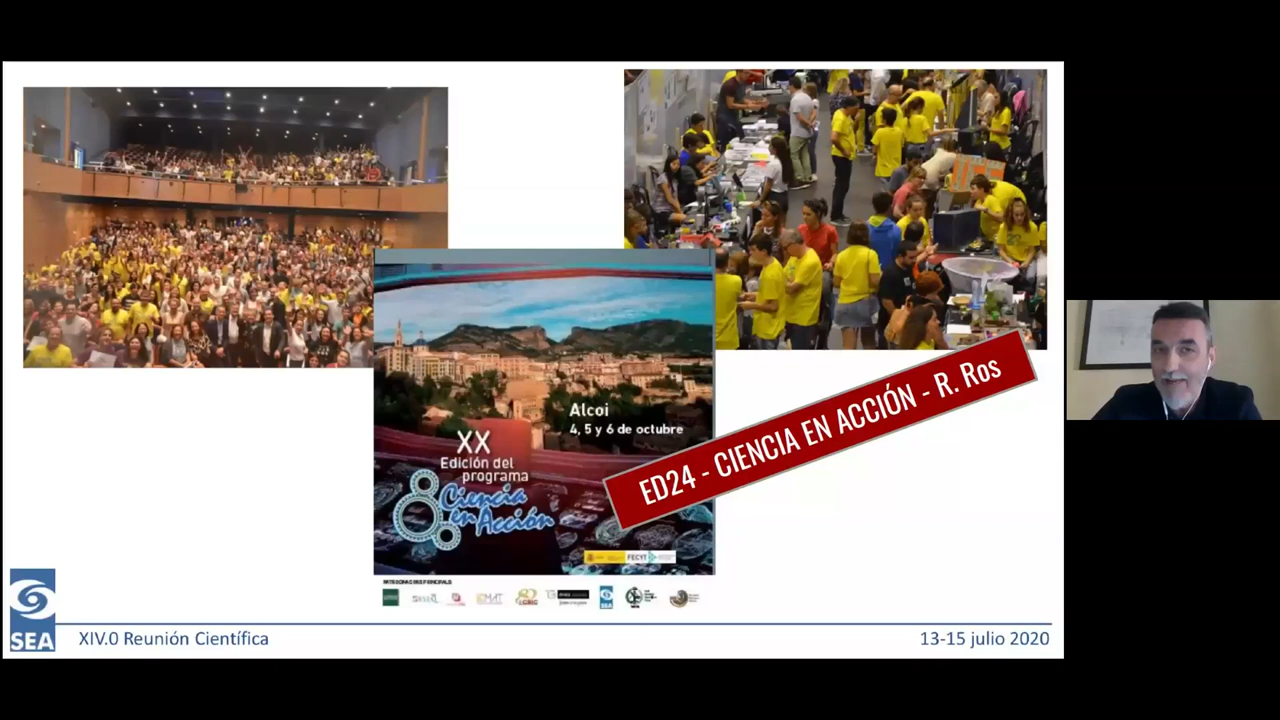 Alcoi
4, 5 y 6 de octubre
XX
Edición del
programa
Ciencia
en Acción
FECYT
ED24 - CIENCIA EN ACCIÓN - R. Ros
SEA
XIV.0 Reunión Científica
13-15 julio 2020